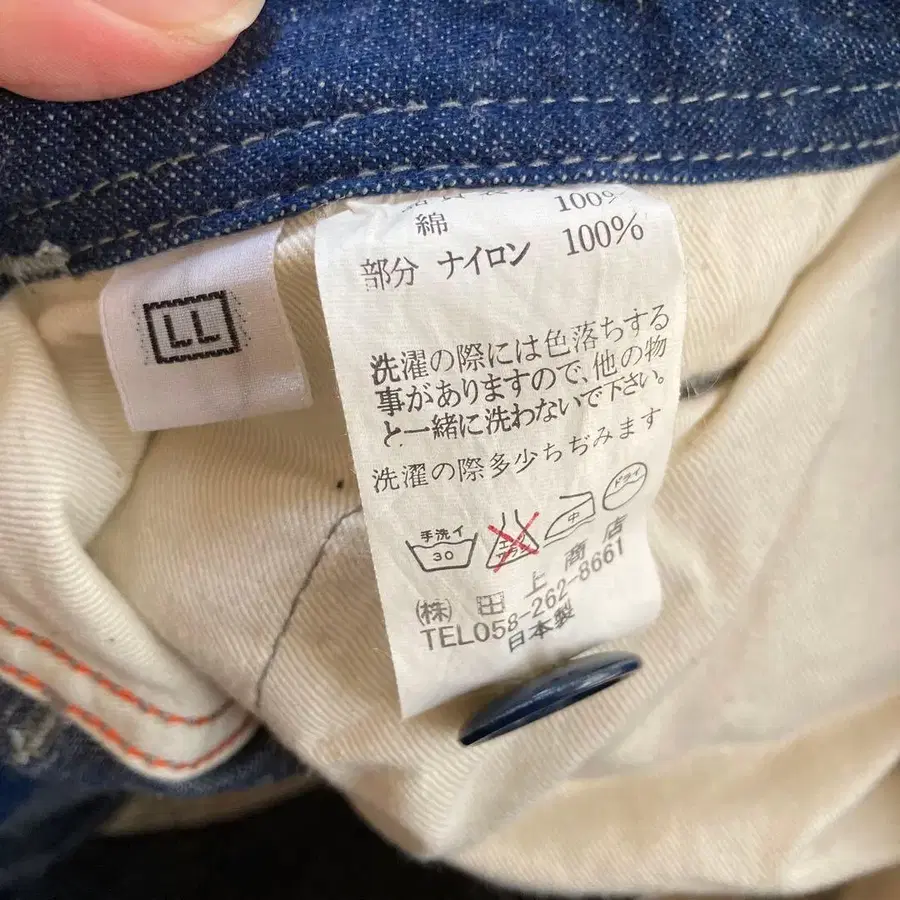 LL
綿 100%
部分 ナイロン 100%
洗濯の際には色落ちする
事がありますので、他の物
と一緒に洗わないで下さい。
洗濯の際多少ちぢみます
手洗イ
30
中
ドライ
(株) 田 上 商 店
TEL058-262-8661
日本製